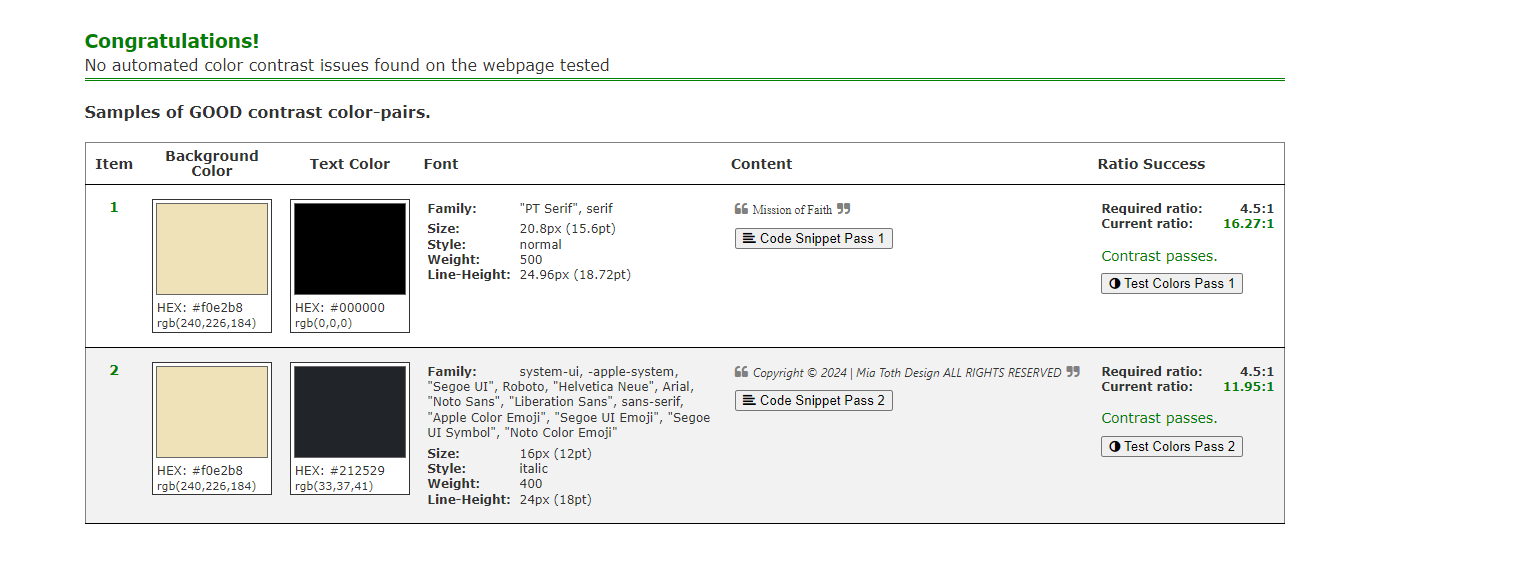 Congratulations!
No automated color contrast issues found on the webpage tested
Samples of GOOD contrast color-pairs.
Item
Background
Color
Text Color
Font
Content
Ratio Success
1
HEX: #f0e2b8
rgb(240,226,184)
HEX: #000000
rgb(0,0,0)
Family: "PT Serif", serif
Size: 20.8px (15.6pt)
Style: normal
Weight: 500
Line-Height: 24.96px (18.72pt)
❝ Mission of Faith ❞
Code Snippet Pass 1
Required ratio: 4.5:1
Current ratio: 16.27:1
Contrast passes.
Test Colors Pass 1
2
HEX: #f0e2b8
rgb(240,226,184)
HEX: #212529
rgb(33,37,41)
Family: system-ui, -apple-system,
"Segoe UI", Roboto, "Helvetica Neue", Arial,
"Noto Sans", "Liberation Sans", sans-serif,
"Apple Color Emoji", "Segoe UI Emoji", "Segoe
UI Symbol", "Noto Color Emoji"
Size: 16px (12pt)
Style: italic
Weight: 400
Line-Height: 24px (18pt)
❝ Copyright © 2024 | Mia Toth Design ALL RIGHTS RESERVED ❞
Code Snippet Pass 2
Required ratio: 4.5:1
Current ratio: 11.95:1
Contrast passes.
Test Colors Pass 2